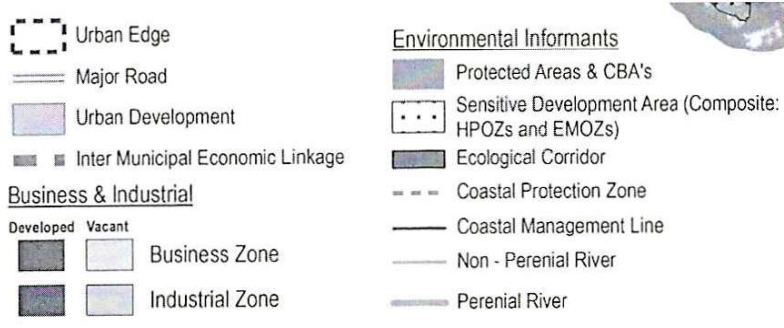 Urban Edge
Major Road
Urban Development
Inter Municipal Economic Linkage
Business & Industrial
Developed Vacant
Business Zone
Industrial Zone
Environmental Informants
Protected Areas & CBA's
Sensitive Development Area (Composite:
HPOZs and EMOZs)
Ecological Corridor
Coastal Protection Zone
Coastal Management Line
Non - Perenial River
Perenial River